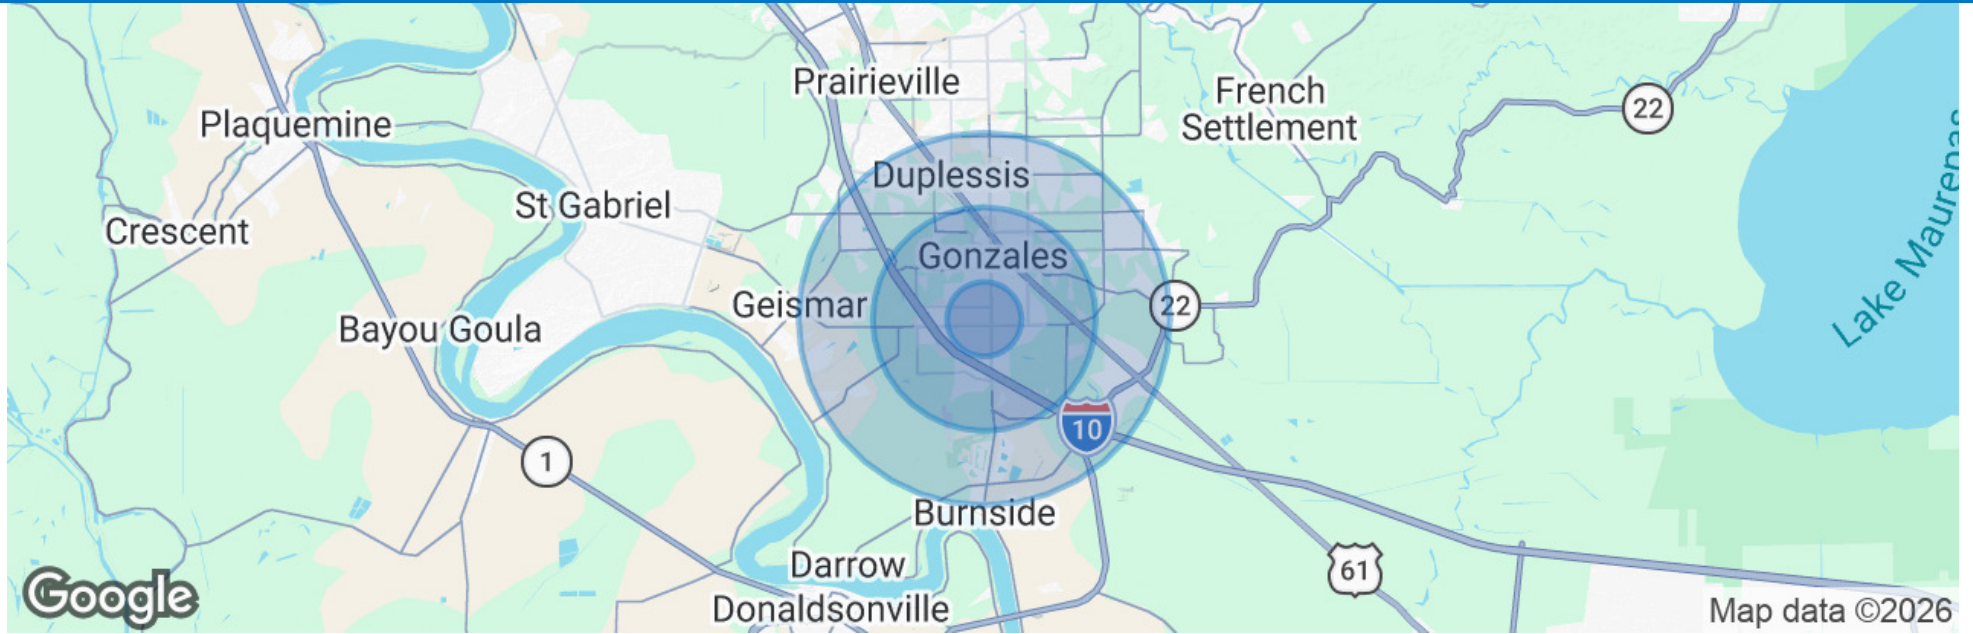 Prairieville
French
Settlement
22
Plaquemine
Duplessis
St Gabriel
Crescent
Gonzales
Lake Maurepas
Geismar
22
Bayou Goula
10
1
Burnside
Darrow
61
Donaldsonville
Google
Map data ©2026